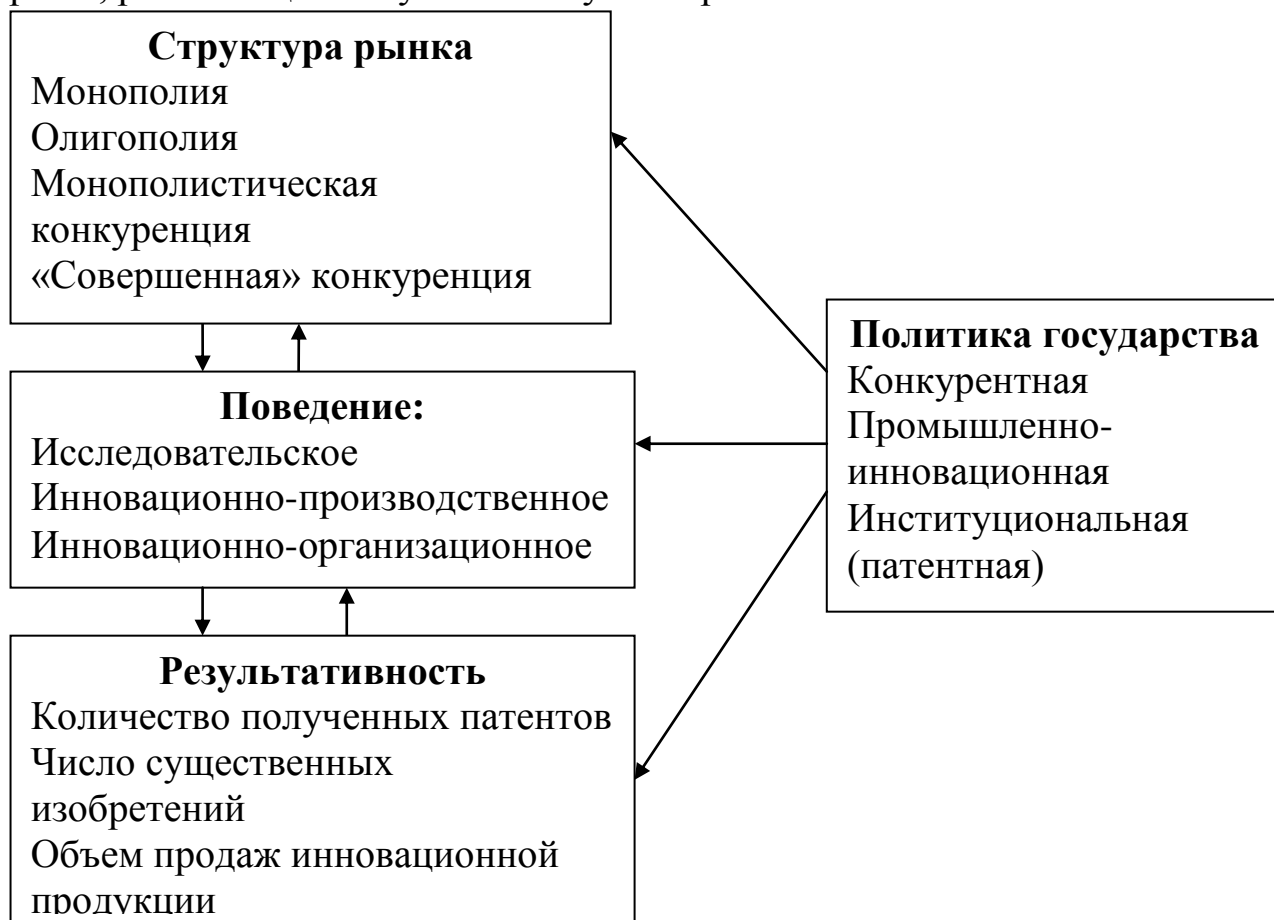 Структура рынка
Монополия
Олигополия
Монополистическая
конкуренция
«Совершенная» конкуренция
Политика государства
Конкурентная
Промышленно-
инновационная
Институциональная
(патентная)
Поведение:
Исследовательское
Инновационно-производственное
Инновационно-организационное
Результативность
Количество полученных патентов
Число существенных
изобретений
Объем продаж инновационной
продукции